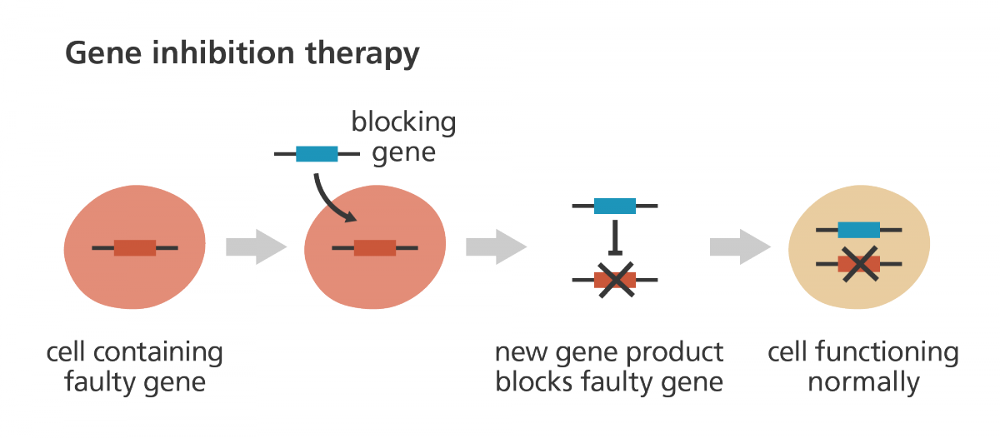 Gene inhibition therapy
blocking
gene
cell containing
faulty gene
new gene product
blocks faulty gene
cell functioning
normally